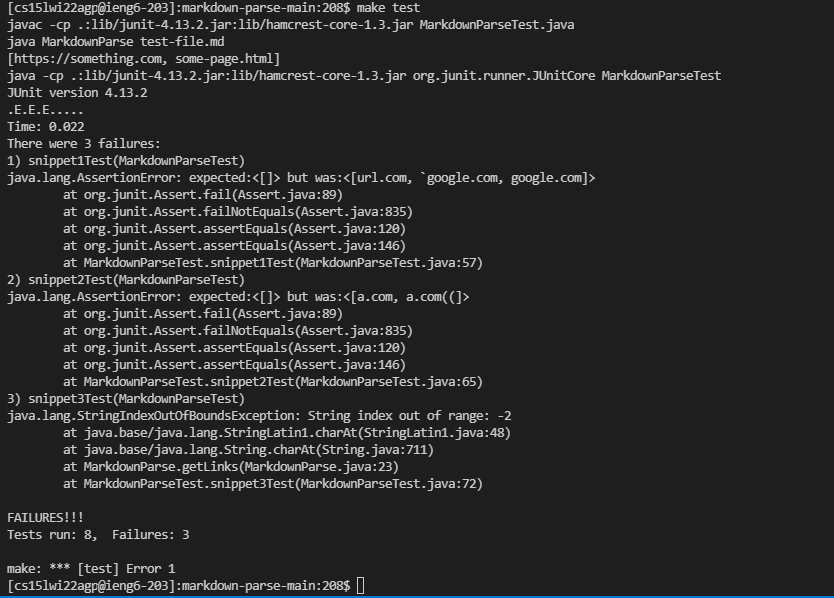 [cs15lwi22agp@ieng6-203]:markdown-parse-main:208$ make test
javac -cp .:lib/junit-4.13.2.jar:lib/hamcrest-core-1.3.jar MarkdownParseTest.java
java MarkdownParse test-file.md
[https://something.com, some-page.html]
java -cp .:lib/junit-4.13.2.jar:lib/hamcrest-core-1.3.jar org.junit.runner.JUnitCore MarkdownParseTest
JUnit version 4.13.2
.E.E.E.....
Time: 0.022
There were 3 failures:
1) snippet1Test(MarkdownParseTest)
java.lang.AssertionError: expected:<[]> but was:<[url.com, `google.com, google.com]>
        at org.junit.Assert.fail(Assert.java:89)
        at org.junit.Assert.failNotEquals(Assert.java:835)
        at org.junit.Assert.assertEquals(Assert.java:120)
        at org.junit.Assert.assertEquals(Assert.java:146)
        at MarkdownParseTest.snippet1Test(MarkdownParseTest.java:57)
2) snippet2Test(MarkdownParseTest)
java.lang.AssertionError: expected:<[]> but was:<[a.com, a.com((]>
        at org.junit.Assert.fail(Assert.java:89)
        at org.junit.Assert.failNotEquals(Assert.java:835)
        at org.junit.Assert.assertEquals(Assert.java:120)
        at org.junit.Assert.assertEquals(Assert.java:146)
        at MarkdownParseTest.snippet2Test(MarkdownParseTest.java:65)
3) snippet3Test(MarkdownParseTest)
java.lang.StringIndexOutOfBoundsException: String index out of range: -2
        at java.base/java.lang.StringLatin1.charAt(StringLatin1.java:48)
        at java.base/java.lang.String.charAt(String.java:711)
        at MarkdownParse.getLinks(MarkdownParse.java:23)
        at MarkdownParseTest.snippet3Test(MarkdownParseTest.java:72)

FAILURES!!!
Tests run: 8,  Failures: 3

make: *** [test] Error 1
[cs15lwi22agp@ieng6-203]:markdown-parse-main:208$